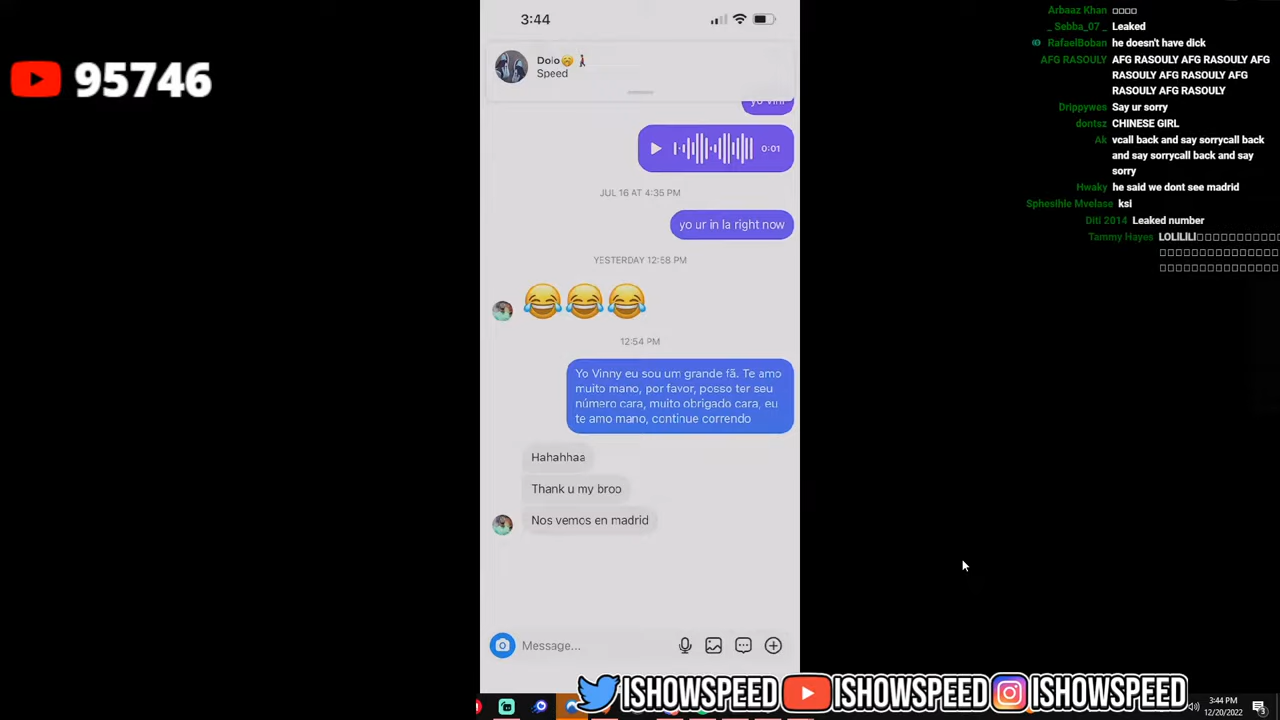 95746
3:44
Dolo
Speed
yo Vini
0:01
JUL 16 AT 4:35 PM
yo ur in la right now
YESTERDAY 12:58 PM
12:54 PM
Yo Vinny eu sou um grande fã. Te amo
muito mano, por favor, posso ter seu
número cara, muito obrigado cara, eu
te amo mano, continue correndo
Hahahhaa
Thank u my broo
Nos vemos en madrid
Message...
Arbaaz Khan
_ Sebba_07 _ Leaked
RafaelBoban he doesn't have dick
AFG RASOULY AFG RASOULY AFG RASOULY AFG
RASOULY AFG RASOULY AFG
RASOULY AFG RASOULY
Drippywes Say ur sorry
dontsz CHINESE GIRL
Ak vcall back and say sorrycall back
and say sorrycall back and say
sorry
Hwaky he said we dont see madrid
Sphesihle Mvelase ksi
Diti 2014 Leaked number
Tammy Hayes LOLILILI
ISHOWSPEED ISHOWSPEED ISHOWSPEED
3:44 PM
12/20/2022